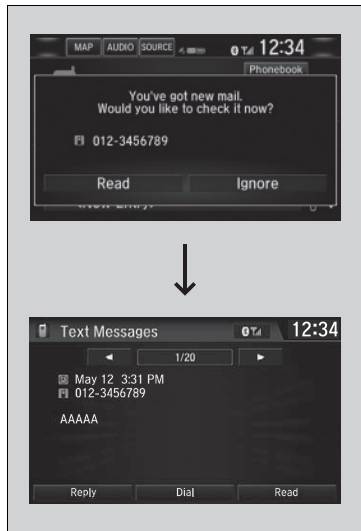 MAP AUDIO SOURCE 12:34
Phonebook
You've got new mail.
Would you like to check it now?
012-3456789
Read Ignore
Text Messages 12:34
1/20
May 12 3:31 PM
012-3456789
AAAAA
Reply Dial Read